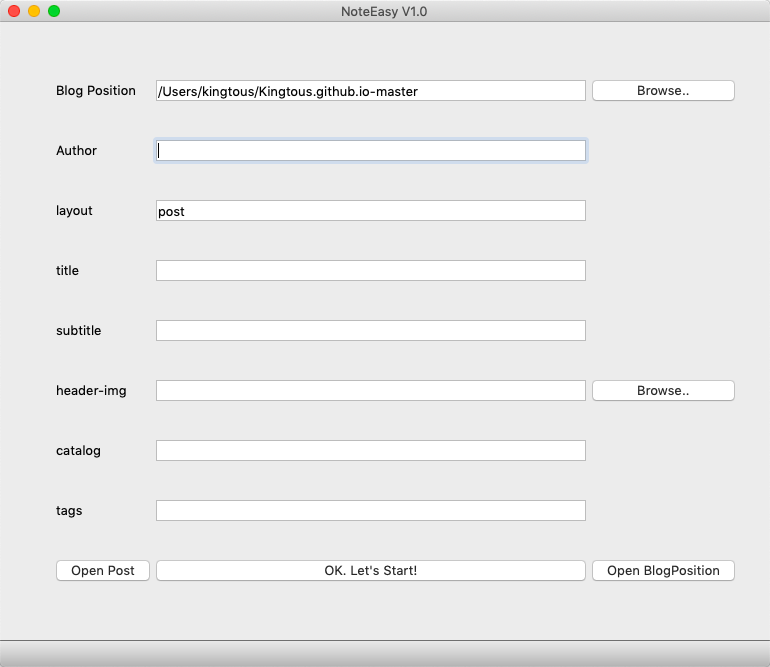 NoteEasy V1.0
Blog Position /Users/kingtous/Kingtous.github.io-master Browse..
Author
layout post
title
subtitle
header-img Browse..
catalog
tags
Open Post OK. Let's Start! Open BlogPosition